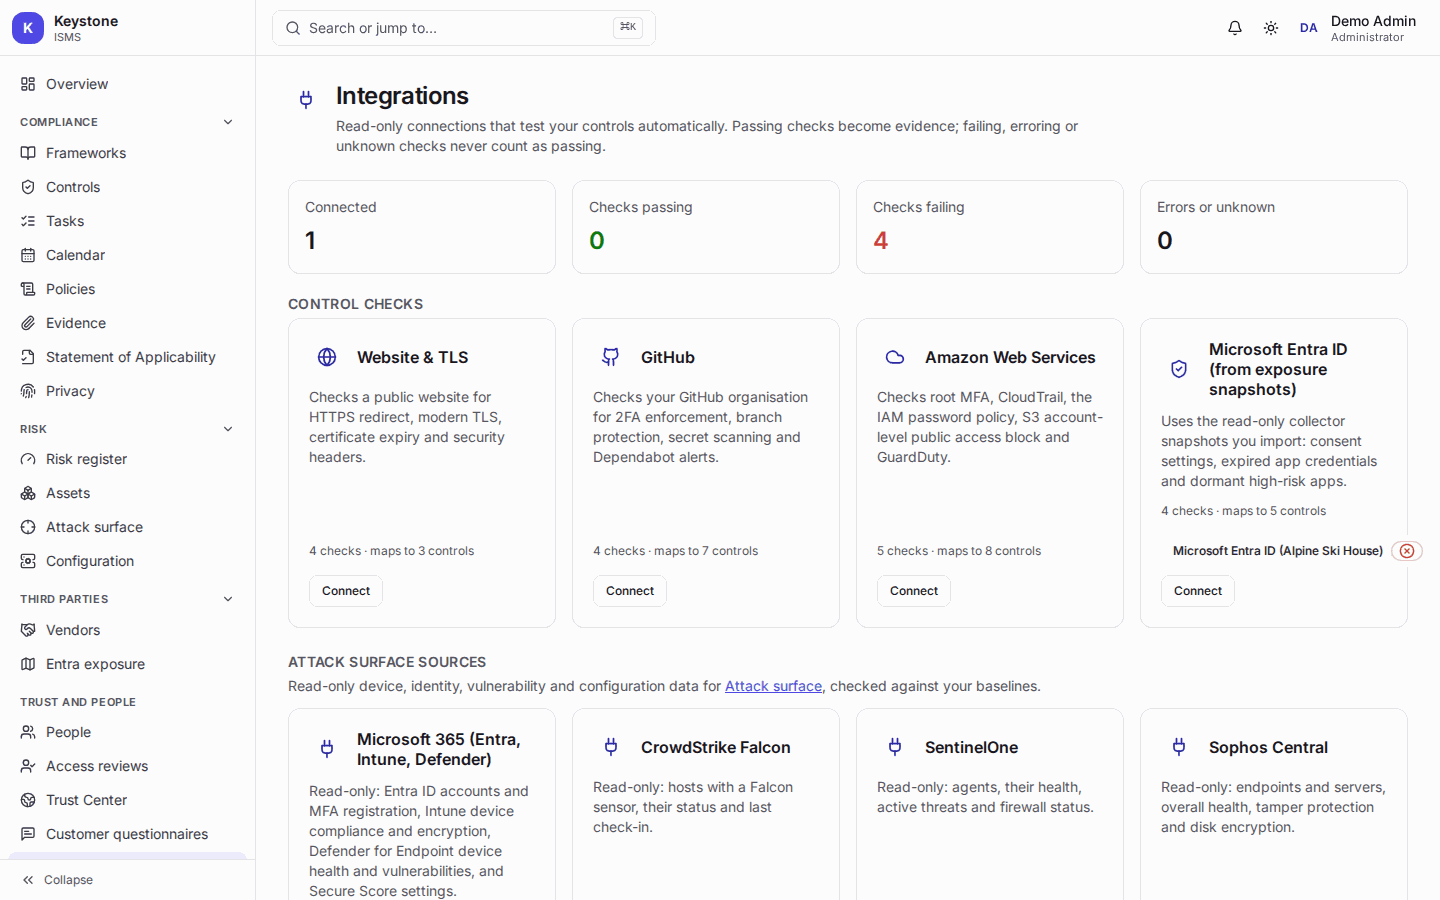 K
Keystone
ISMS
Search or jump to...
⌘K
DA
Demo Admin
Administrator
Overview
COMPLIANCE
Frameworks
Controls
Tasks
Calendar
Policies
Evidence
Statement of Applicability
Privacy
RISK
Risk register
Assets
Attack surface
Configuration
THIRD PARTIES
Vendors
Entra exposure
TRUST AND PEOPLE
People
Access reviews
Trust Center
Customer questionnaires
Collapse
Integrations
Read-only connections that test your controls automatically. Passing checks become evidence; failing, erroring or
unknown checks never count as passing.
Connected
1
Checks passing
0
Checks failing
4
Errors or unknown
0
CONTROL CHECKS
Website & TLS
Checks a public website for
HTTPS redirect, modern TLS,
certificate expiry and security
headers.
4 checks · maps to 3 controls
Connect
GitHub
Checks your GitHub organisation
for 2FA enforcement, branch
protection, secret scanning and
Dependabot alerts.
4 checks · maps to 7 controls
Connect
Amazon Web Services
Checks root MFA, CloudTrail, the
IAM password policy, S3 account-
level public access block and
GuardDuty.
5 checks · maps to 8 controls
Connect
Microsoft Entra ID
(from exposure
snapshots)
Uses the read-only collector
snapshots you import: consent
settings, expired app credentials
and dormant high-risk apps.
4 checks · maps to 5 controls
Microsoft Entra ID (Alpine Ski House)
Connect
ATTACK SURFACE SOURCES
Read-only device, identity, vulnerability and configuration data for Attack surface, checked against your baselines.
Microsoft 365 (Entra,
Intune, Defender)
Read-only: Entra ID accounts and
MFA registration, Intune device
compliance and encryption,
Defender for Endpoint device
health and vulnerabilities, and
Secure Score settings.
CrowdStrike Falcon
Read-only: hosts with a Falcon
sensor, their status and last
check-in.
SentinelOne
Read-only: agents, their health,
active threats and firewall status.
Sophos Central
Read-only: endpoints and servers,
overall health, tamper protection
and disk encryption.